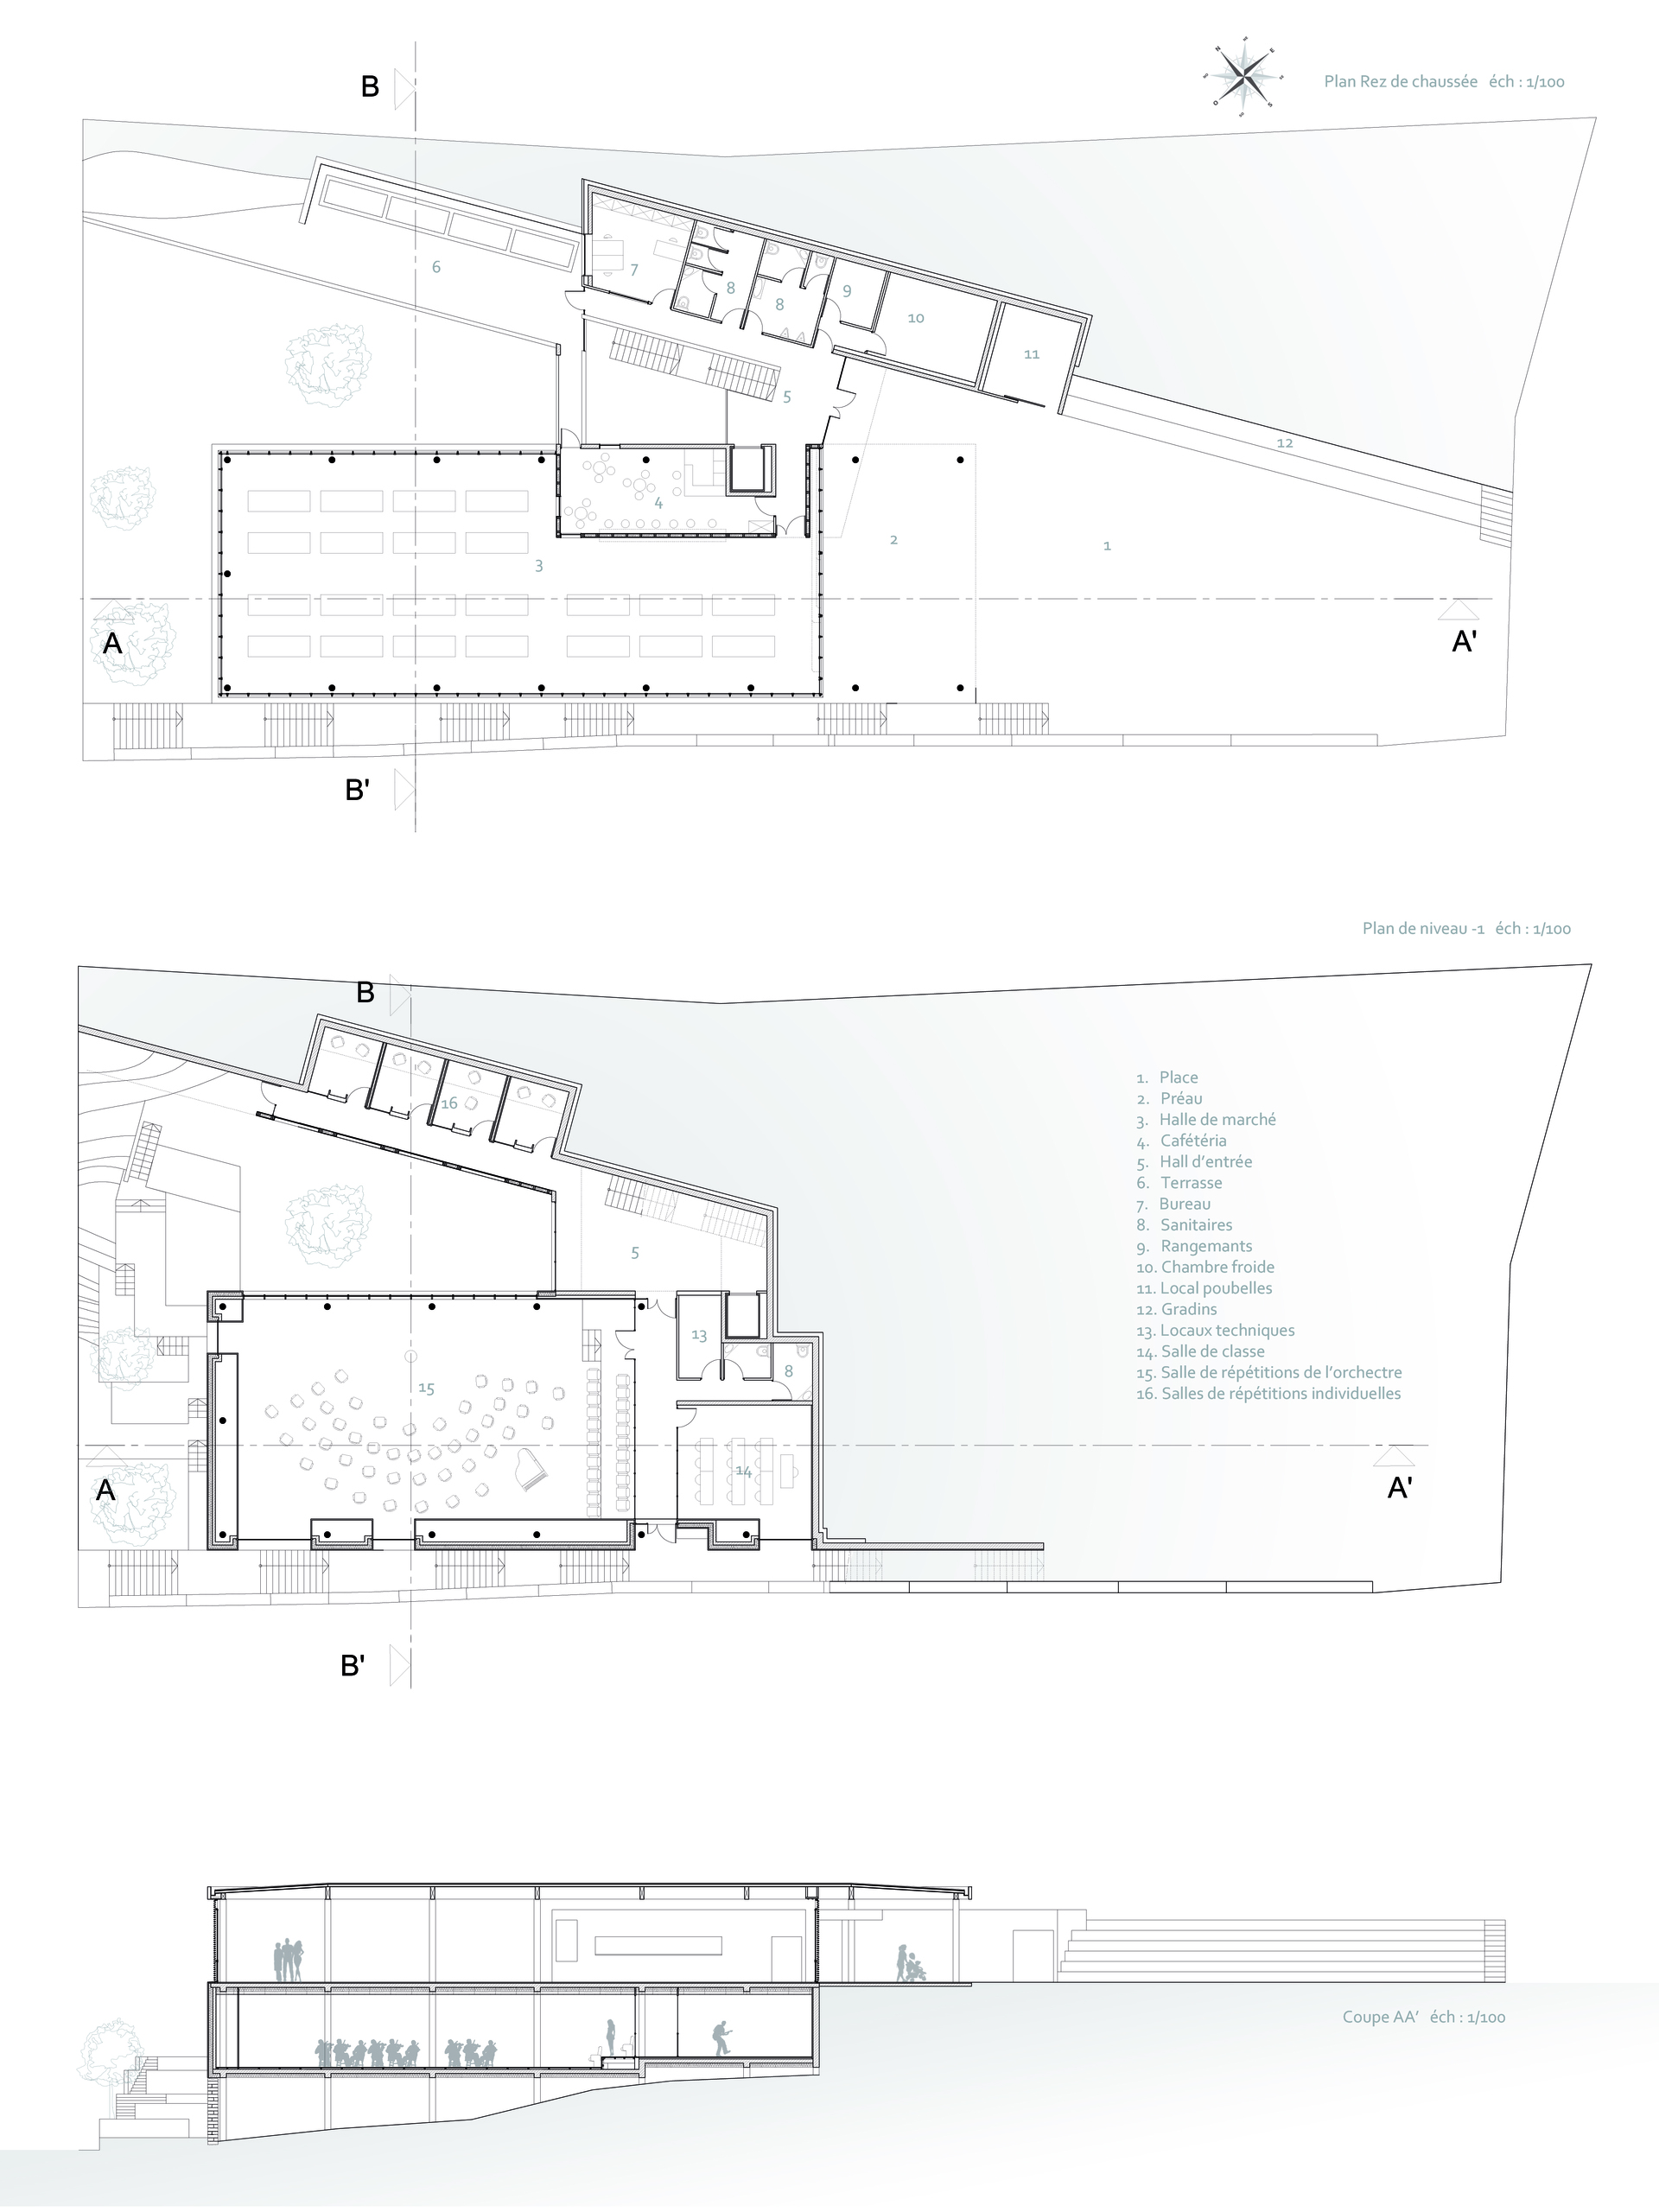 B
N
E
O
S
Plan Rez de chaussée éch : 1/100
6
7
8
8
9
10
11
5
12
4
3
2
1
A
A'
B'
Plan de niveau -1 éch : 1/100
B
16
5
13
8
15
14
A
A'
B'
1. Place
2. Préau
3. Halle de marché
4. Cafétéria
5. Hall d'entrée
6. Terrasse
7. Bureau
8. Sanitaires
9. Rangemants
10. Chambre froide
11. Local poubelles
12. Gradins
13. Locaux techniques
14. Salle de classe
15. Salle de répétitions de l'orchectre
16. Salles de répétitions individuelles
Coupe AA' éch : 1/100